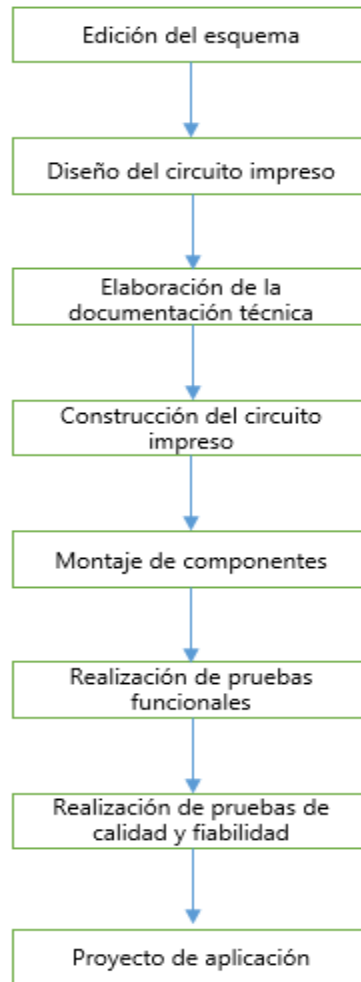 Edición del esquema
Diseño del circuito impreso
Elaboración de la
documentación técnica
Construcción del circuito
impreso
Montaje de componentes
Realización de pruebas
funcionales
Realización de pruebas de
calidad y fiabilidad
Proyecto de aplicación